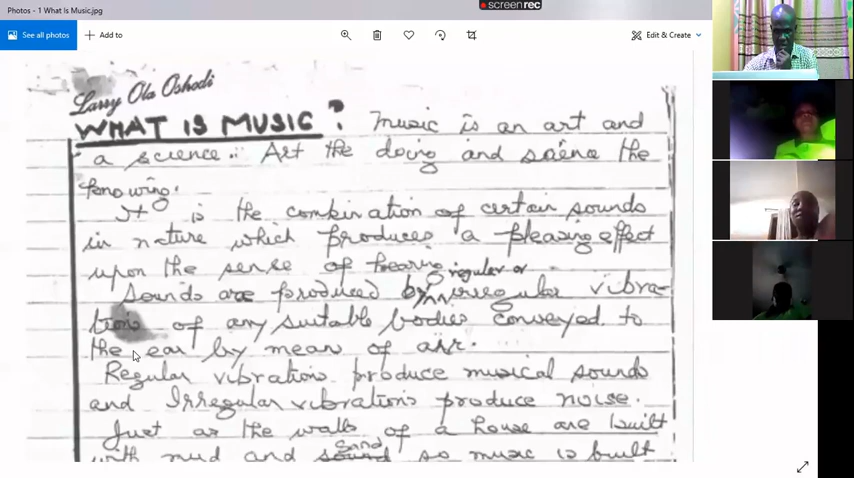 Photos - 1 What Is Music.jpg
screenrec
See all photos
Add to
Edit & Create
Larry Ola Oshodi
WHAT IS MUSIC? Music is an art and
a science. Art the doing and science the
knowing.
It is the combination of certain sounds
in nature which produces a pleasing effect
upon the sense of hearing
regular or
Sounds are produced by irregular vibra-
tions of any suitable bodies conveyed to
the ear by mean of air.
Regular vibrations produce musical sounds
and Irregular vibrations produce noise.
Just as the walls of a house are built
sand
with mud and sound so music is built